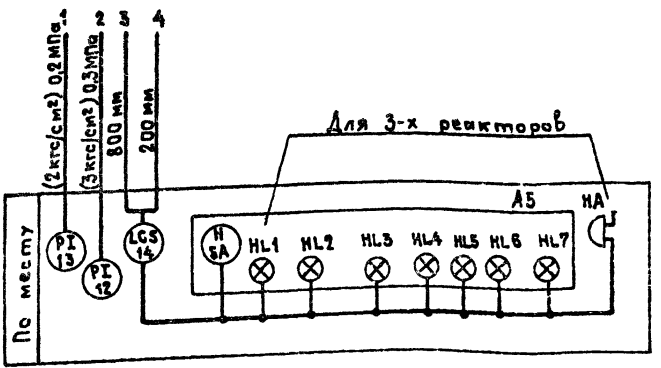 1 2 3 4
(2 кгс/см²) 0,2 МПа
(3 кгс/см²) 0,3 МПа
800 мм
200 мм
Для 3-х реакторов
А5
НА
По месту
PI
13
PI
12
LCS
14
H
5A
HL1
HL2
HL3
HL4
HL5
HL6
HL7